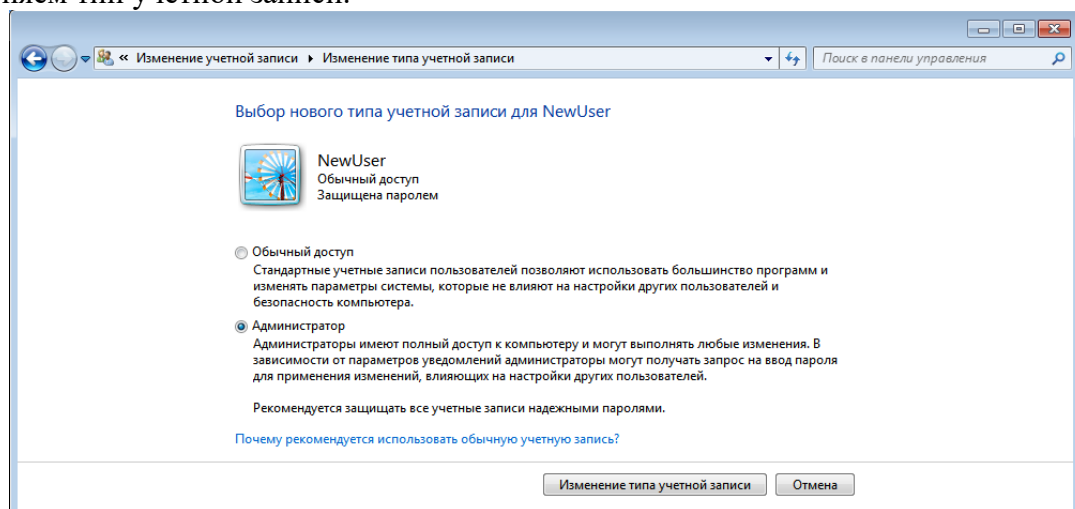 тип учетной записи.
« Изменение учетной записи ▸ Изменение типа учетной записи
Поиск в панели управления
Выбор нового типа учетной записи для NewUser
NewUser
Обычный доступ
Защищена паролем
Обычный доступ
Стандартные учетные записи пользователей позволяют использовать большинство программ и
изменять параметры системы, которые не влияют на настройки других пользователей и
безопасность компьютера.
Администратор
Администраторы имеют полный доступ к компьютеру и могут выполнять любые изменения. В
зависимости от параметров уведомлений администраторы могут получать запрос на ввод пароля
для применения изменений, влияющих на настройки других пользователей.
Рекомендуется защищать все учетные записи надежными паролями.
Почему рекомендуется использовать обычную учетную запись?
Изменение типа учетной записи
Отмена